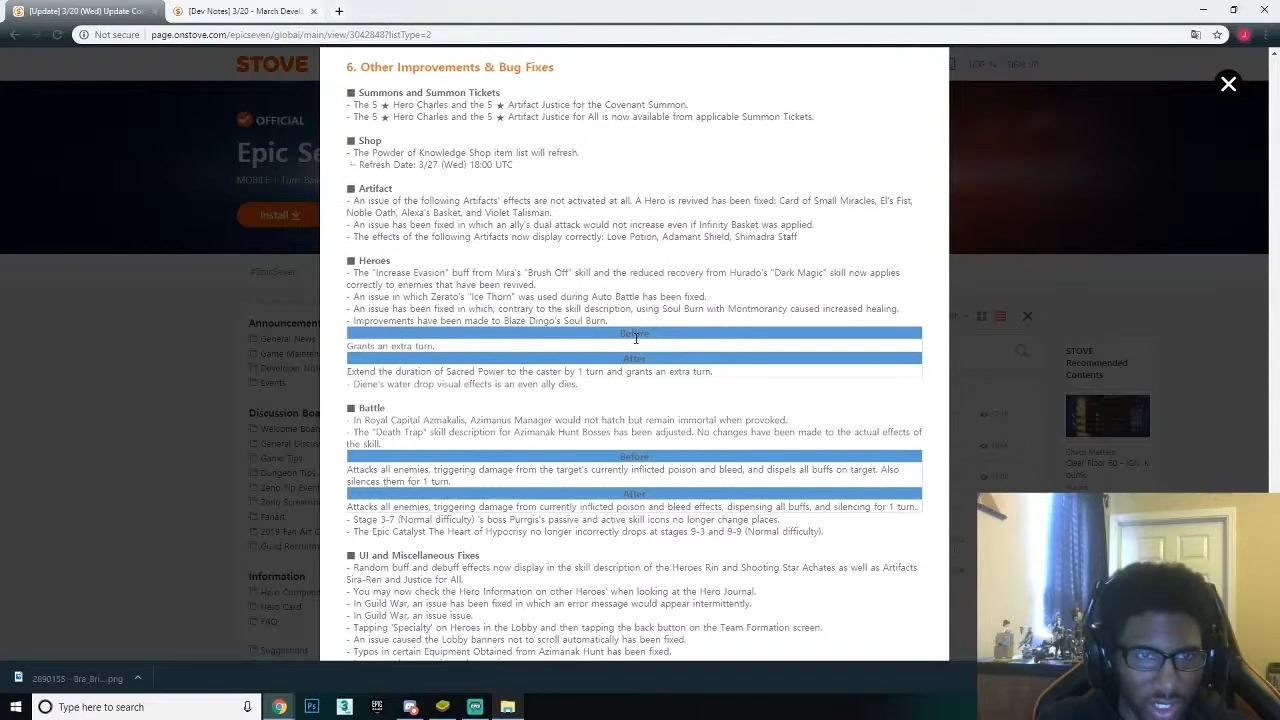 [Update] 3/20 (Wed) Update Con
[Dev Notes] 3/20 - March Devel
Not secure
page.onstove.com/epicseven/global/main/view/3042848?listType=2
6. Other Improvements & Bug Fixes
STOVE
LOG IN
SIGN UP
■ Summons and Summon Tickets
- The 5 ★ Hero Charles and the 5 ★ Artifact Justice for the Covenant Summon.
- The 5 ★ Hero Charles and the 5 ★ Artifact Justice for All is now available from applicable Summon Tickets.
OFFICIAL
Epic Se
MOBILE
Install
■ Shop
- The Powder of Knowledge Shop item list will refresh.
└ Refresh Date: 3/27 (Wed) 18:00 UTC
■ Artifact
- An issue of the following Artifacts' effects are not activated at all. A Hero is revived has been fixed: Card of Small Miracles, El's Fist,
Noble Oath, Alexa's Basket, and Violet Talisman.
- An issue has been fixed in which an ally's dual attack would not increase even if Infinity Basket was applied.
- The effects of the following Artifacts now display correctly: Love Potion, Adamant Shield, Shimadra Staff
■ Heroes
- The "Increase Evasion" buff from Mira's "Brush Off" skill and the reduced recovery from Hurado's "Dark Magic" skill now applies
correctly to enemies that have been revived.
- An issue in which Zerato's "Ice Thorn" was used during Auto Battle has been fixed.
- An issue has been fixed in which, contrary to the skill description, using Soul Burn with Montmorancy caused increased healing.
- Improvements have been made to Blaze Dingo's Soul Burn.
Before
Grants an extra turn.
After
Extend the duration of Sacred Power to the caster by 1 turn and grants an extra turn.
- Diene's water drop visual effects is an even ally dies.
■ Battle
- In Royal Capital Azmakalis, Azimanus Manager would not hatch but remain immortal when provoked.
- The "Death Trap" skill description for Azimanak Hunt Bosses has been adjusted. No changes have been made to the actual effects of
the skill.
Before
Attacks all enemies, triggering damage from the target's currently inflicted poison and bleed, and dispels all buffs on target. Also
silences them for 1 turn.
After
Attacks all enemies, triggering damage from currently inflicted poison and bleed effects, dispensing all buffs, and silencing for 1 turn.
- Stage 3-7 (Normal difficulty) 's boss Purrgis's passive and active skill icons no longer change places.
- The Epic Catalyst The Heart of Hypocrisy no longer incorrectly drops at stages 9-3 and 9-9 (Normal difficulty).
■ UI and Miscellaneous Fixes
- Random buff and debuff effects now display in the skill description of the Heroes Rin and Shooting Star Achates as well as Artifacts
Sira-Ren and Justice for All.
- You may now check the Hero Information on other Heroes' when looking at the Hero Journal.
- In Guild War, an issue has been fixed in which an error message would appear intermittently.
- In Guild War, an issue issue.
- Tapping 'Specialty' on Heroes in the Lobby and then tapping the back button on the Team Formation screen.
- An issue caused the Lobby banners not to scroll automatically has been fixed.
- Typos in certain Equipment Obtained from Azimanak Hunt has been fixed.
#EpicSeven
Announcement
General News
Game Mainten
Developer Note
Events
Discussion Boa
Welcome Board
General Discuss
Game Tips
Dungeon Tips
Zeno Tip Event
Zeno Screensho
Fanart
2019 Fan Art C
Guild Recruitm
Information
Hero Compend
Hero Card
FAQ
Suggestions
STOVE
Recommended
Contents
Chaos Mather
2890155 - Bra_Bri....png
Type here to search